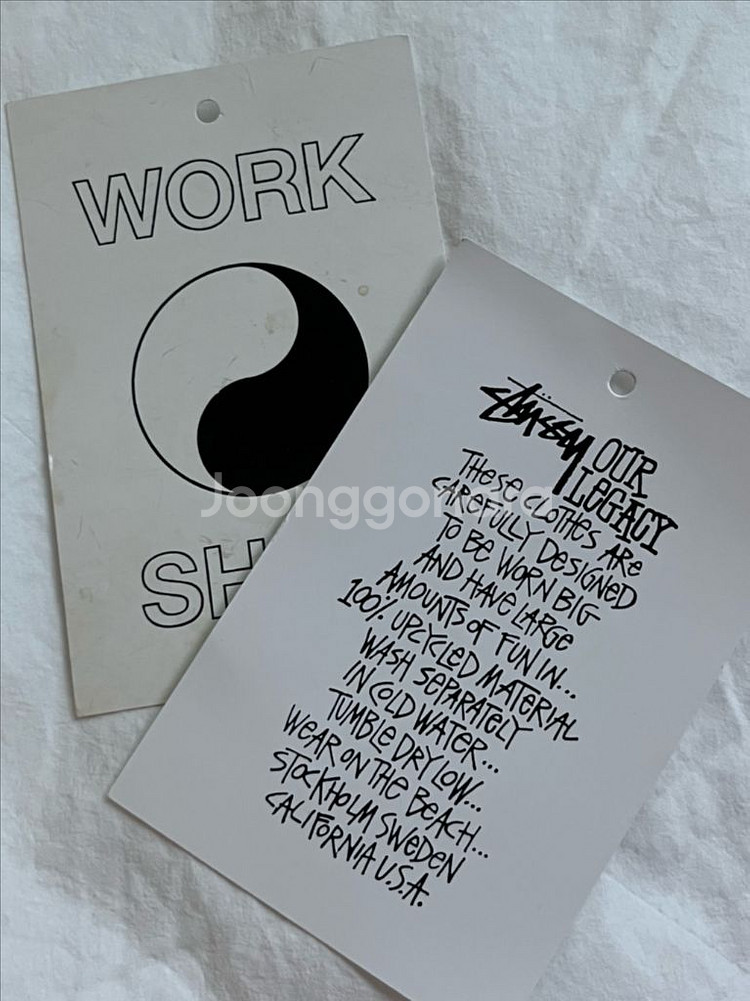 WORK
SH
Joonggon
STÜSSY OUR
LEGACY
THESE CLOTHES ARE
CAREFULLY DESIGNED
TO BE WORN BIG
AND HAVE LARGE
AMOUNTS OF FUN IN...
100% UPCYCLED MATERIAL
WASH SEPARATELY
IN COLD WATER...
TUMBLE DRY LOW...
WEAR ON THE BEACH...
STOCKHOLM SWEDEN
CALIFORNIA U.S.A.